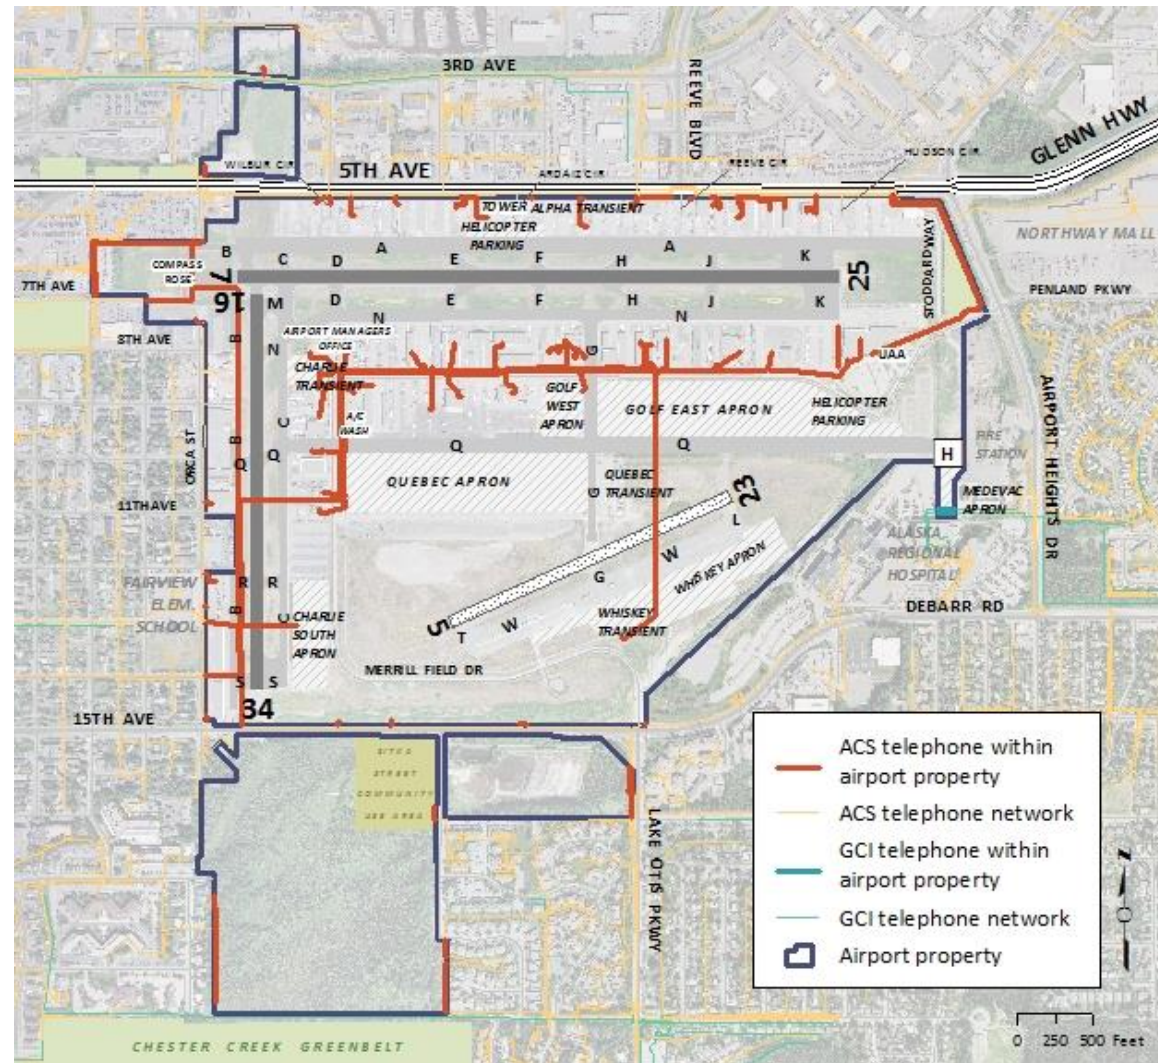 3RD AVE
REEVE BLVD
GLENN HWY
WILBUR CIR
5TH AVE
ARDAIZ CIR
REEVE CIR
HUDSON CIR
TOWER
ALPHA TRANSIENT
HELICOPTER
PARKING
NORTHWAY MALL
B
C
D
A
E
F
H
A
J
K
COMPASS
ROSE
7
25
STODDARD WAY
7TH AVE
PENLAND PKWY
16
M
D
N
E
F
H
N
J
K
8TH AVE
B
N
AIRPORT MANAGERS
OFFICE
G
UAA
CHARLIE
TRANSIENT
GOLF
WEST
APRON
GOLF EAST APRON
HELICOPTER
PARKING
AIRPORT HEIGHTS DR
A/C
WASH
C
ORCA ST
B
Q
Q
Q
Q
H
FIRE
STATION
QUEBEC APRON
QUEBEC
TRANSIENT
G
23
L
MEDEVAC
APRON
11TH AVE
ALASKA
REGIONAL
HOSPITAL
W
WHISKEY APRON
G
FAIRVIEW
ELEM.
SCHOOL
R
R
B
C
CHARLIE
SOUTH
APRON
5
T
W
WHISKEY
TRANSIENT
DEBARR RD
MERRILL FIELD DR
S
S
34
15TH AVE
SITKA
STREET
COMMUNITY
USE AREA
LAKE OTIS PKWY
ACS telephone within
airport property
ACS telephone network
GCI telephone within
airport property
GCI telephone network
Airport property
N
0 250 500 Feet
CHESTER CREEK GREENBELT